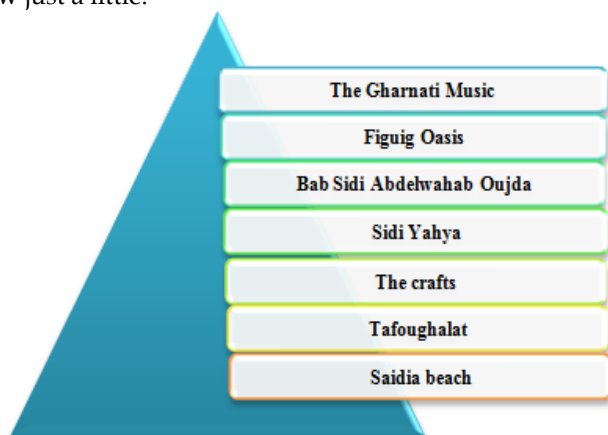 just a little.
The Gharnati Music
Figuig Oasis
Bab Sidi Abdelwahab Oujda
Sidi Yahya
The crafts
Tafoughalat
Saidia beach